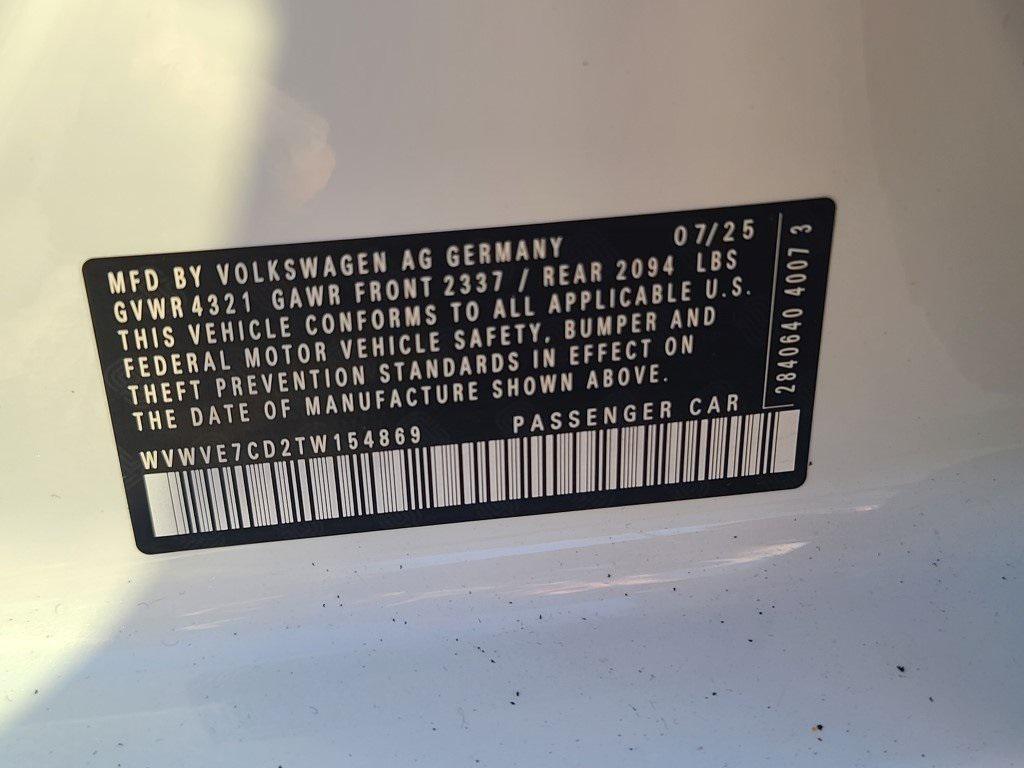 MFD BY VOLKSWAGEN AG GERMANY 07/25
GVWR 4321 GAWR FRONT 2337 / REAR 2094 LBS
THIS VEHICLE CONFORMS TO ALL APPLICABLE U.S.
FEDERAL MOTOR VEHICLE SAFETY, BUMPER AND
THEFT PREVENTION STANDARDS IN EFFECT ON
THE DATE OF MANUFACTURE SHOWN ABOVE.
WVWVE7CD2TW154869 PASSENGER CAR
2840640 4007 3